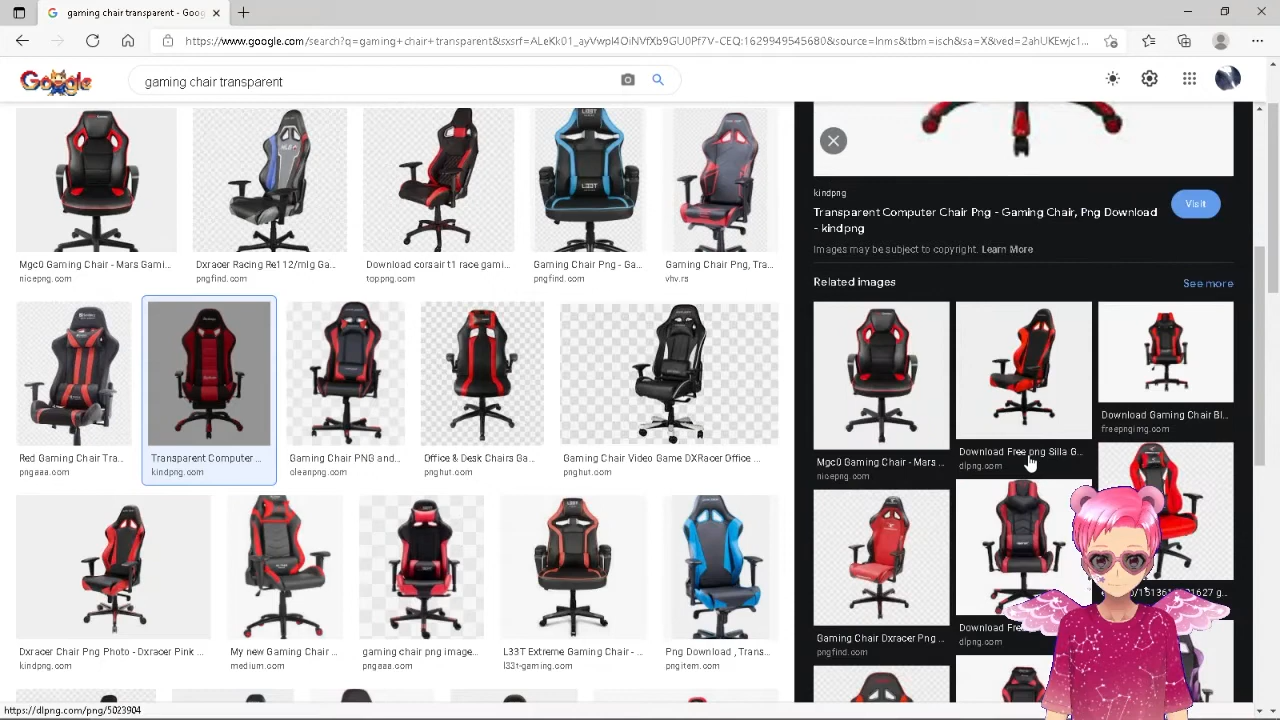 gaming chair transparent - Goog
https://www.google.com/search?q=gaming+chair+transparent&sxsrf=ALeKk01_ayVwpl4OiNVfXb9GU0Pf7V-CEQ:1629949545680&source=lnms&tbm=isch&sa=X&ved=2ahUKEwjc1...
Google
gaming chair transparent
Mgc0 Gaming Chair - Mars Gami...
nicepng.com
Dxracer Racing Re112/mlg Ga...
pngfind.com
Download corsair t1 race gami...
toppng.com
Gaming Chair Png - Ga...
pngfind.com
Gaming Chair Png, Tra...
vhv.rs
Red Gaming Chair Tra...
pngaaa.com
Transparent Computer ...
kindpng.com
Gaming Chair PNG and...
cleanpng.com
Office & Desk Chairs Ga...
pnghut.com
Gaming Chair Video Game DXRacer Office ...
pnghut.com
Dxracer Chair Png Photo - Dxracer Pink ...
kindpng.com
My
Chair ...
medium.com
gaming chair png image...
pngaaa.com
L33T Extreme Gaming Chair - ...
l33t-gaming.com
Png Download , Trans...
pngitem.com
kindpng
Transparent Computer Chair Png - Gaming Chair, Png Download
- kindpng
Visit
Images may be subject to copyright. Learn More
Related images
See more
Mgc0 Gaming Chair - Mars ...
nicepng.com
Download Free png Silla G...
dlpng.com
Download Gaming Chair Bl...
freepngimg.com
Gaming Chair Dxracer Png ...
pngfind.com
Download Fre
dlpng.com
https://dlpng.com/png/5023904